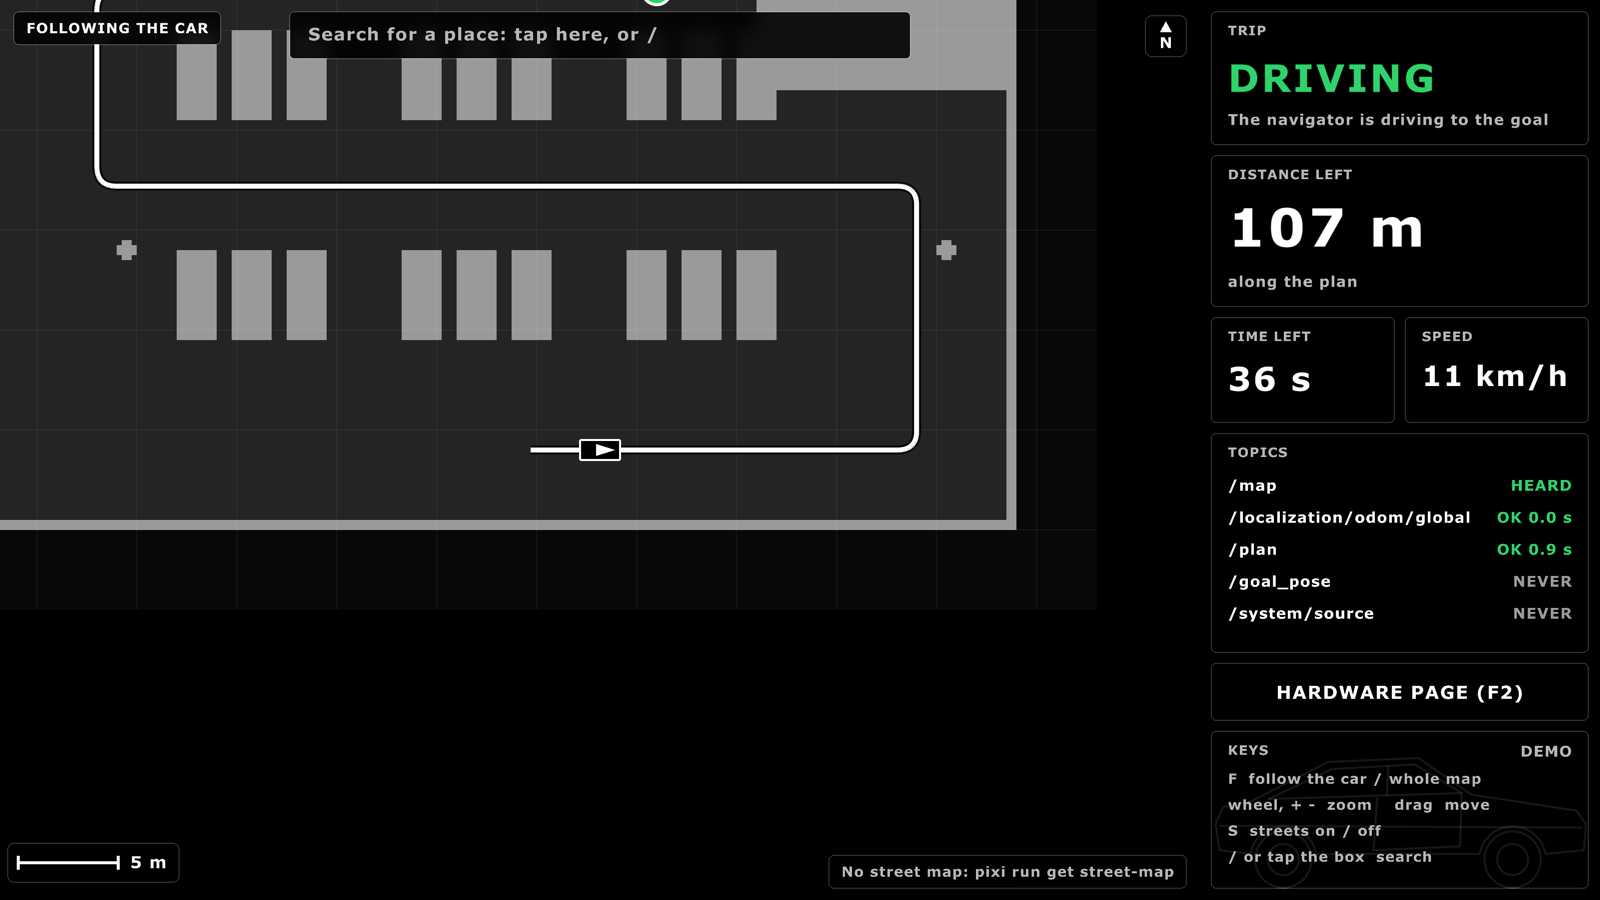 FOLLOWING THE CAR
Search for a place: tap here, or /
N
TRIP
DRIVING
The navigator is driving to the goal
DISTANCE LEFT
107 m
along the plan
TIME LEFT
36 s
SPEED
11 km/h
TOPICS
/map HEARD
/localization/odom/global OK 0.0 s
/plan OK 0.9 s
/goal_pose NEVER
/system/source NEVER
HARDWARE PAGE (F2)
KEYS DEMO
F follow the car / whole map
wheel, + - zoom drag move
S streets on / off
/ or tap the box search
5 m
No street map: pixi run get street-map